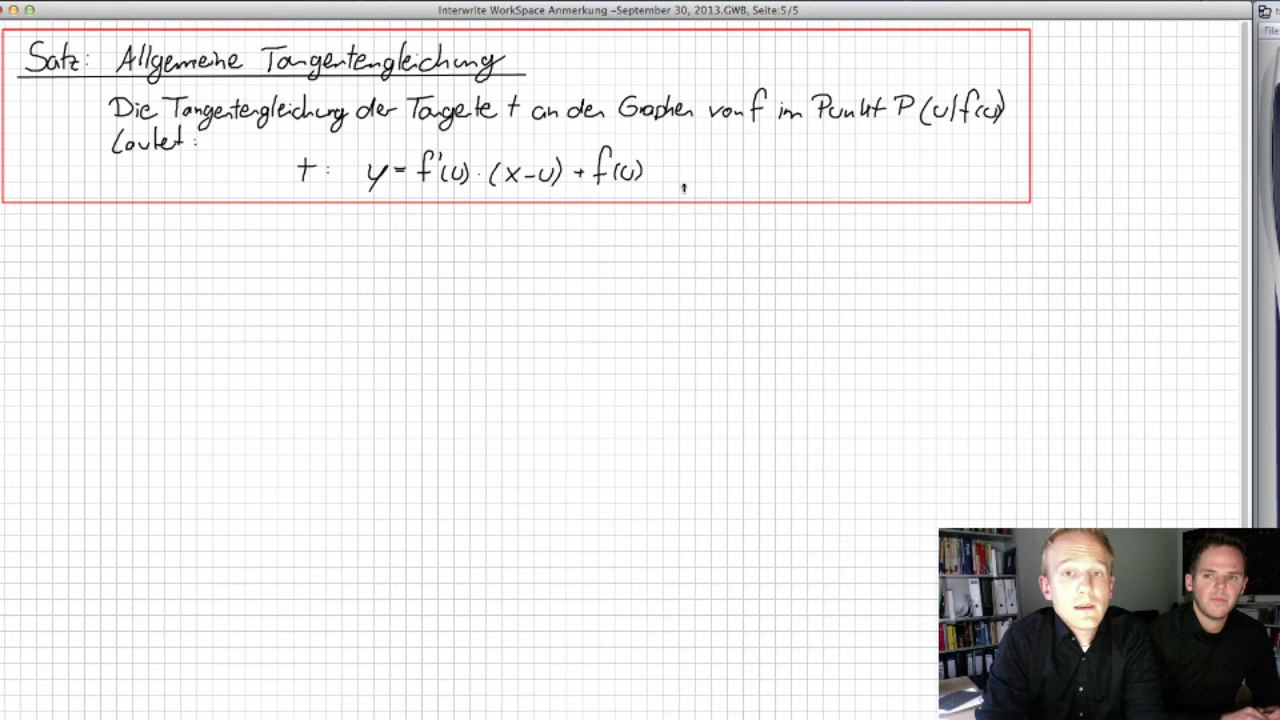 Interwrite WorkSpace Anmerkung –September 30, 2013.GWB, Seite:5/5
File
Satz: Allgemeine Tangentengleichung
Die Tangentengleichung der Tangete t an den Graphen von f im Punkt P (u/f(u))
lautet:
t: y = f'(u) · (x-u) + f(u)